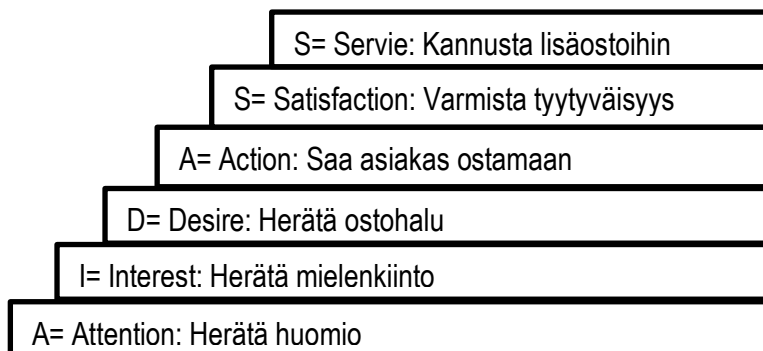 S= Servie: Kannusta lisäostoihin
S= Satisfaction: Varmista tyytyväisyys
A= Action: Saa asiakas ostamaan
D= Desire: Herätä ostohalu
I= Interest: Herätä mielenkiinto
A= Attention: Herätä huomio